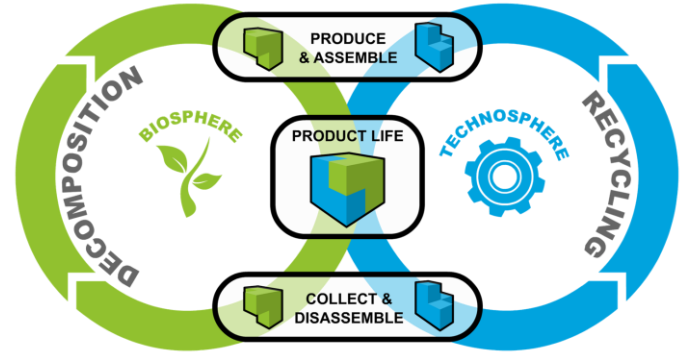 PRODUCE
& ASSEMBLE
DECOMPOSITION
BIOSPHERE
PRODUCT LIFE
TECHNOSPHERE
RECYCLING
COLLECT &
DISASSEMBLE